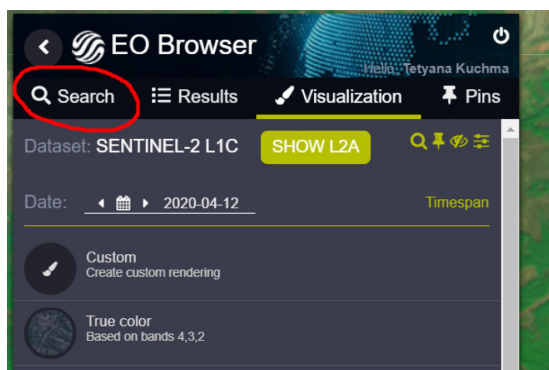 EO Browser
Hello, Tetyana Kuchma
Search Results Visualization Pins
Dataset: SENTINEL-2 L1C SHOW L2A
Date: 2020-04-12 Timespan
Custom
Create custom rendering
True color
Based on bands 4,3,2